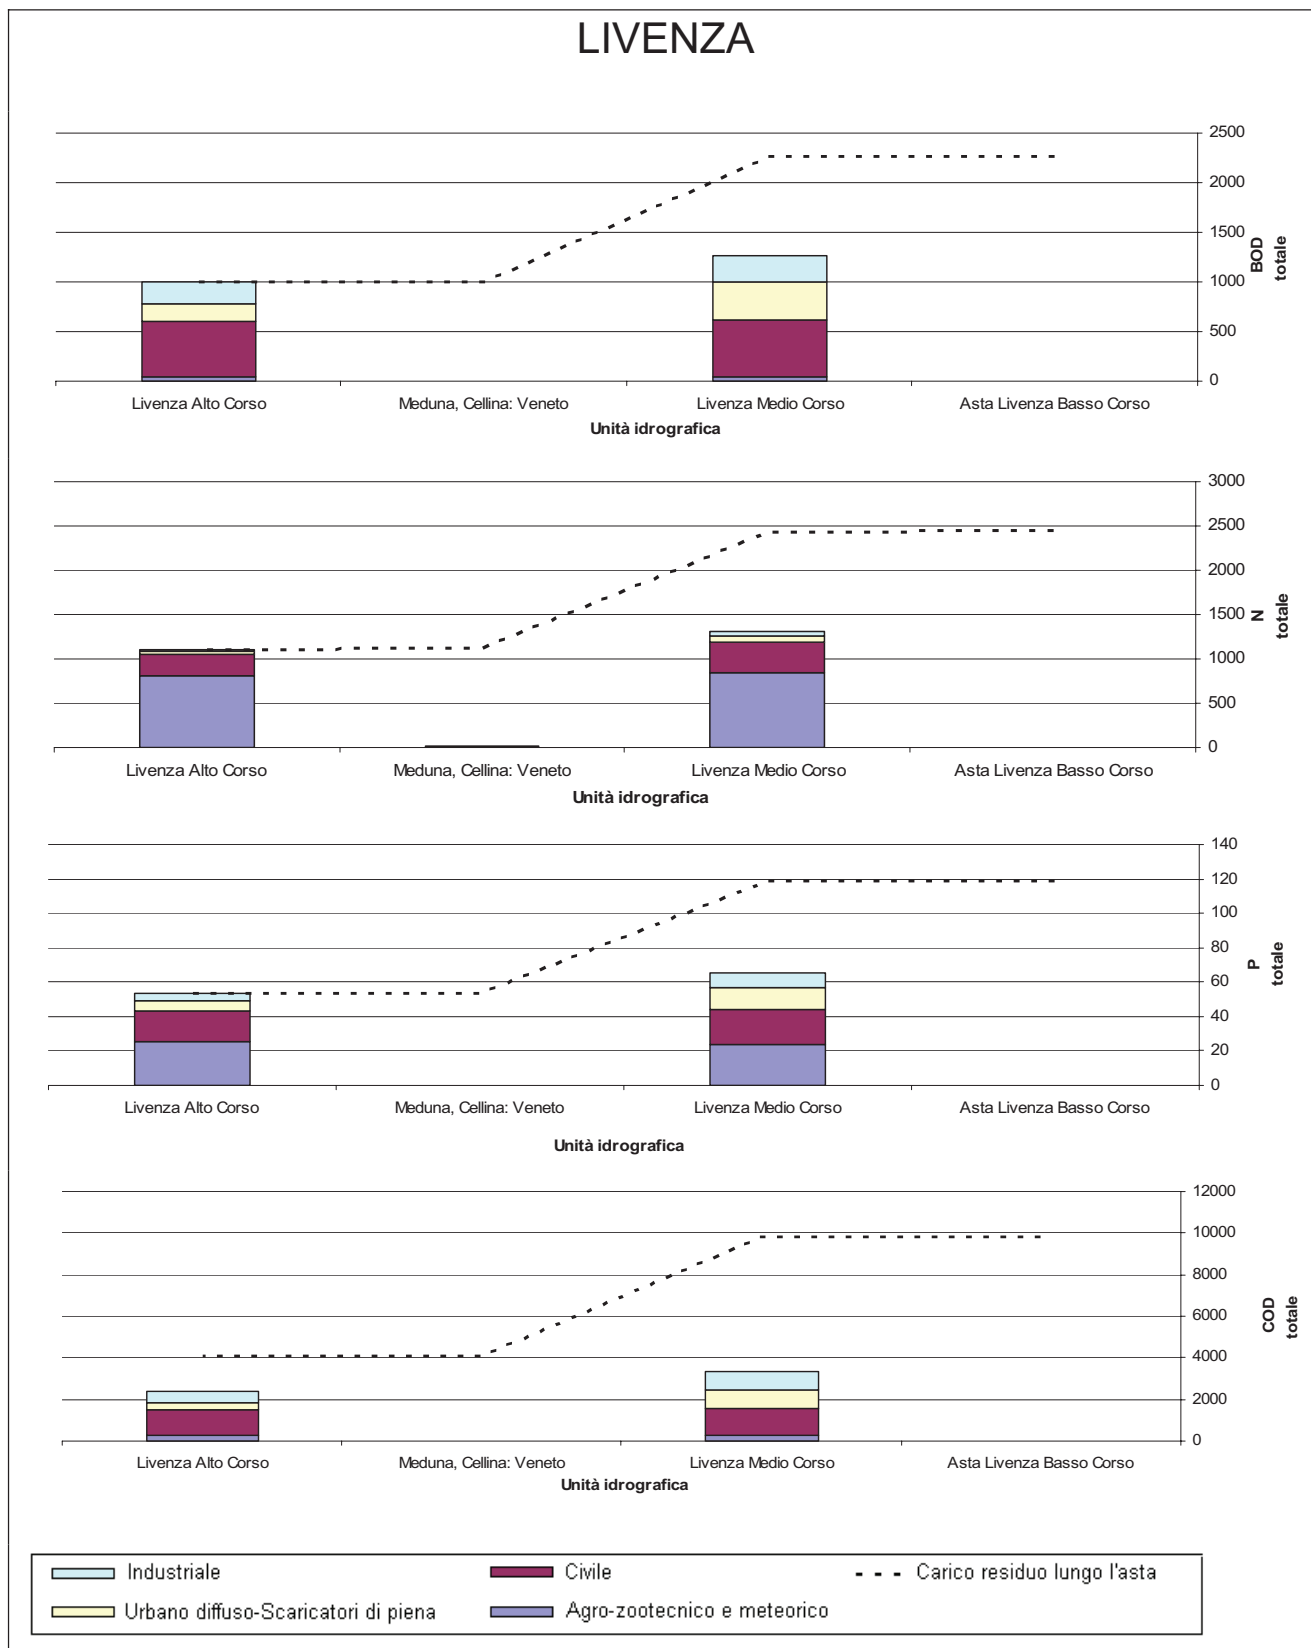 LIVENZA
2500
2000
1500
1000
500
0
BOD
totale
Livenza Alto Corso
Meduna, Cellina: Veneto
Livenza Medio Corso
Asta Livenza Basso Corso
Unità idrografica
3000
2500
2000
1500
1000
500
0
N
totale
Livenza Alto Corso
Meduna, Cellina: Veneto
Livenza Medio Corso
Asta Livenza Basso Corso
Unità idrografica
140
120
100
80
60
40
20
0
P
totale
Livenza Alto Corso
Meduna, Cellina: Veneto
Livenza Medio Corso
Asta Livenza Basso Corso
Unità idrografica
12000
10000
8000
6000
4000
2000
0
COD
totale
Livenza Alto Corso
Meduna, Cellina: Veneto
Livenza Medio Corso
Asta Livenza Basso Corso
Unità idrografica
Industriale
Civile
Carico residuo lungo l'asta
Urbano diffuso-Scaricatori di piena
Agro-zootecnico e meteorico